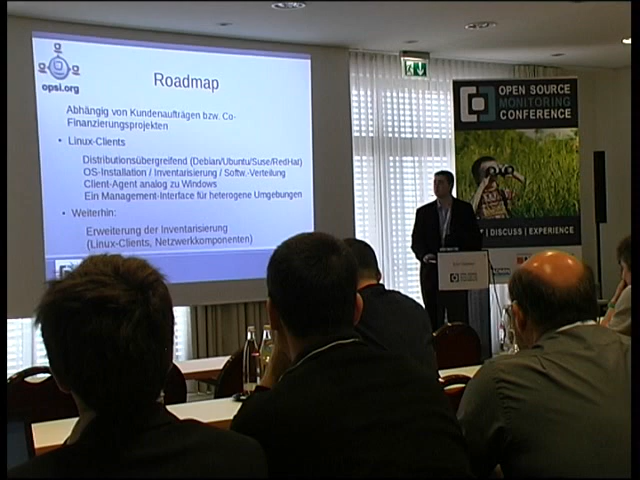 opsi.org
Roadmap
Abhängig von Kundenaufträgen bzw. Co-
Finanzierungsprojekten
• Linux-Clients
Distributionsübergreifend (Debian/Ubuntu/Suse/RedHat)
OS-Installation / Inventarisierung / Softw.-Verteilung
Client-Agent analog zu Windows
Ein Management-Interface für heterogene Umgebungen
• Weiterhin:
Erweiterung der Inventarisierung
(Linux-Clients, Netzwerkkomponenten)
OPEN SOURCE
MONITORING
CONFERENCE
| DISCUSS | EXPERIENCE